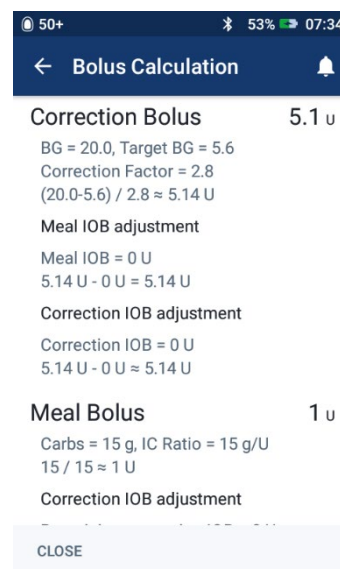 50+ 53% 07:34
Bolus Calculation
Correction Bolus 5.1 U
BG = 20.0, Target BG = 5.6
Correction Factor = 2.8
(20.0-5.6) / 2.8 ≈ 5.14 U
Meal IOB adjustment
Meal IOB = 0 U
5.14 U - 0 U = 5.14 U
Correction IOB adjustment
Correction IOB = 0 U
5.14 U - 0 U ≈ 5.14 U
Meal Bolus 1 U
Carbs = 15 g, IC Ratio = 15 g/U
15 / 15 ≈ 1 U
Correction IOB adjustment
CLOSE